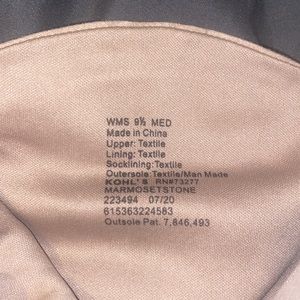 WMS 9½ MED
Made in China
Upper: Textile
Lining: Textile
Socklining:Textile
Outersole:Textile/Man Made
KOHL'S RN#73277
MARMOSETSTONE
223494 07/20
615363224583
Outsole Pat. 7,846,493